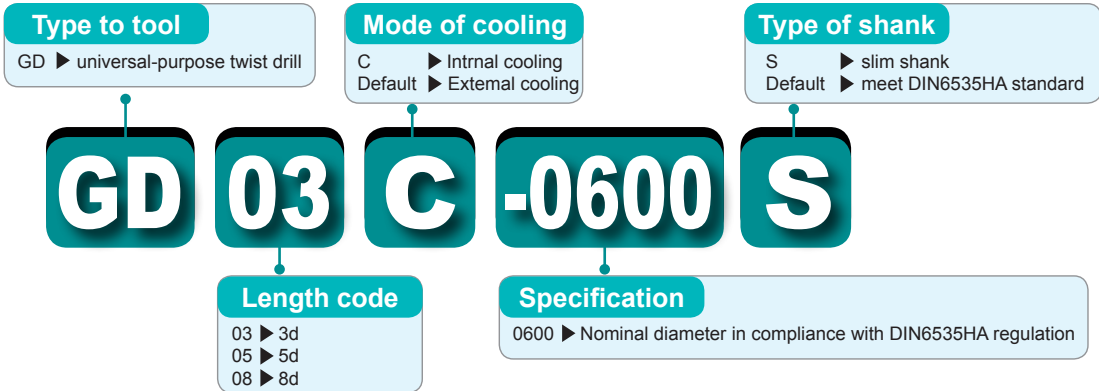 Type to tool
GD ▶ universal-purpose twist drill
Mode of cooling
C ▶ Intrnal cooling
Default ▶ Extemal cooling
Type of shank
S ▶ slim shank
Default ▶ meet DIN6535HA standard
GD 03 C -0600 S
Length code
03 ▶ 3d
05 ▶ 5d
08 ▶ 8d
Specification
0600 ▶ Nominal diameter in compliance with DIN6535HA regulation